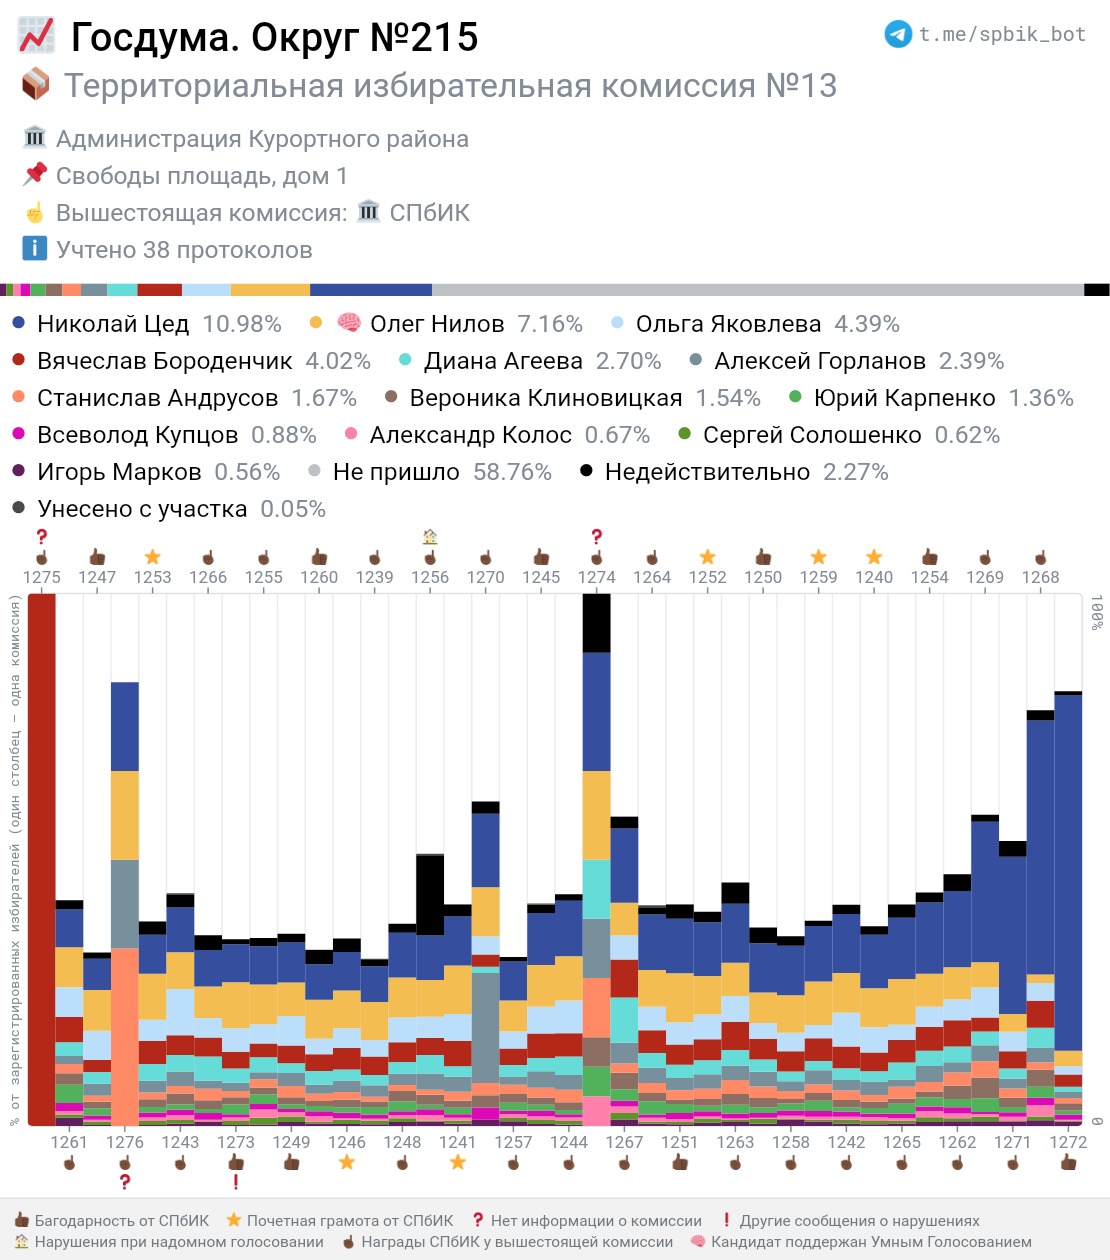 Госдума. Округ №215
t.me/spbik_bot
Территориальная избирательная комиссия №13
Администрация Курортного района
Свободы площадь, дом 1
Вышестоящая комиссия: СПбИК
Учтено 38 протоколов
Николай Цед 10.98% Олег Нилов 7.16% Ольга Яковлева 4.39%
Вячеслав Бороденчик 4.02% Диана Агеева 2.70% Алексей Горланов 2.39%
Станислав Андрусов 1.67% Вероника Клиновицкая 1.54% Юрий Карпенко 1.36%
Всеволод Купцов 0.88% Александр Колос 0.67% Сергей Солошенко 0.62%
Игорь Марков 0.56% Не пришло 58.76% Недействительно 2.27%
Унесено с участка 0.05%
1275 1247 1253 1266 1255 1260 1239 1256 1270 1245 1274 1264 1252 1250 1259 1240 1254 1269 1268
% от зарегистрированных избирателей (один столбец – одна комиссия)
100%
0
1261 1276 1243 1273 1249 1246 1248 1241 1257 1244 1267 1251 1263 1258 1242 1265 1262 1271 1272
Багодарность от СПбИК Почетная грамота от СПбИК Нет информации о комиссии Другие сообщения о нарушениях
Нарушения при надомном голосовании Награды СПбИК у вышестоящей комиссии Кандидат поддержан Умным Голосованием